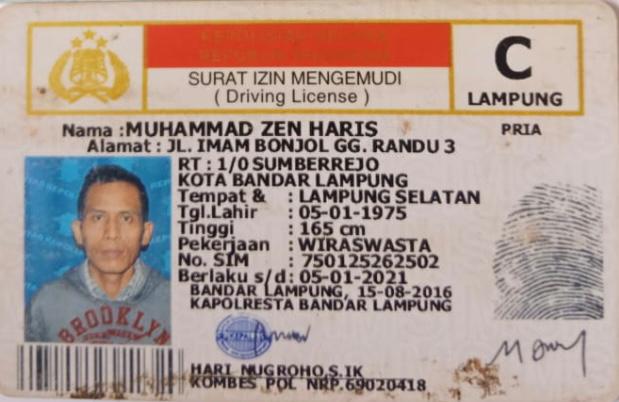 REPUBLIK INDONESIA
SURAT IZIN MENGEMUDI
( Driving License )
C
LAMPUNG
PRIA
Nama : MUHAMMAD ZEN HARIS
Alamat : JL. IMAM BONJOL GG. RANDU 3
RT : 1/0 SUMBERREJO
KOTA BANDAR LAMPUNG
Tempat & : LAMPUNG SELATAN
Tgl.Lahir : 05-01-1975
Tinggi : 165 cm
Pekerjaan : WIRASWASTA
No. SIM : 750125262502
Berlaku s/d : 05-01-2021
BANDAR LAMPUNG, 15-08-2016
KAPOLRESTA BANDAR LAMPUNG
BROOKLYN
HARI NUGROHO,S.IK
KOMBES POL NRP.69020418